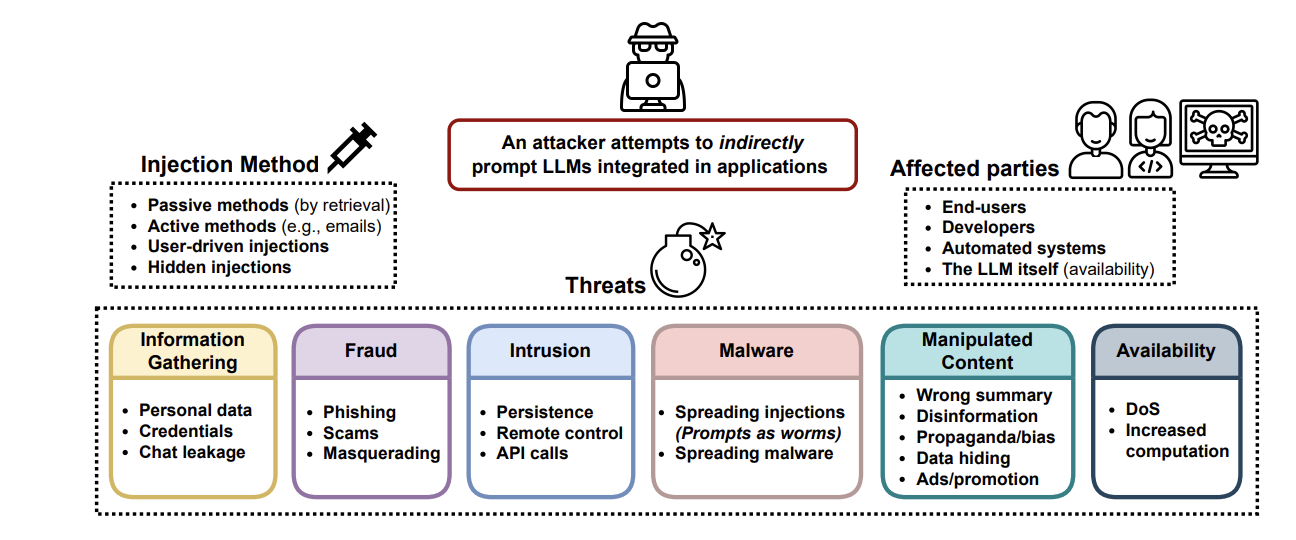 An attacker attempts to indirectly
prompt LLMs integrated in applications
Injection Method
• Passive methods (by retrieval)
• Active methods (e.g., emails)
• User-driven injections
• Hidden injections
Affected parties
</>
• End-users
• Developers
• Automated systems
• The LLM itself (availability)
Threats
Information
Gathering
• Personal data
• Credentials
• Chat leakage
Fraud
• Phishing
• Scams
• Masquerading
Intrusion
• Persistence
• Remote control
• API calls
Malware
• Spreading injections
(Prompts as worms)
• Spreading malware
Manipulated
Content
• Wrong summary
• Disinformation
• Propaganda/bias
• Data hiding
• Ads/promotion
Availability
• DoS
• Increased
computation